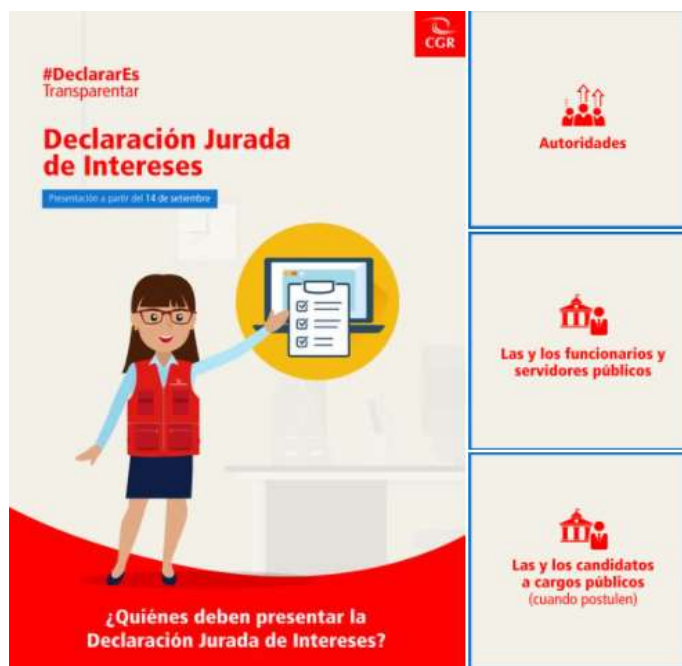 CGR
#DeclararEs
Transparentar
Declaración Jurada
de Intereses
Presentación a partir del 14 de setiembre
¿Quiénes deben presentar la
Declaración Jurada de Intereses?
Autoridades
Las y los funcionarios y
servidores públicos
Las y los candidatos
a cargos públicos
(cuando postulen)